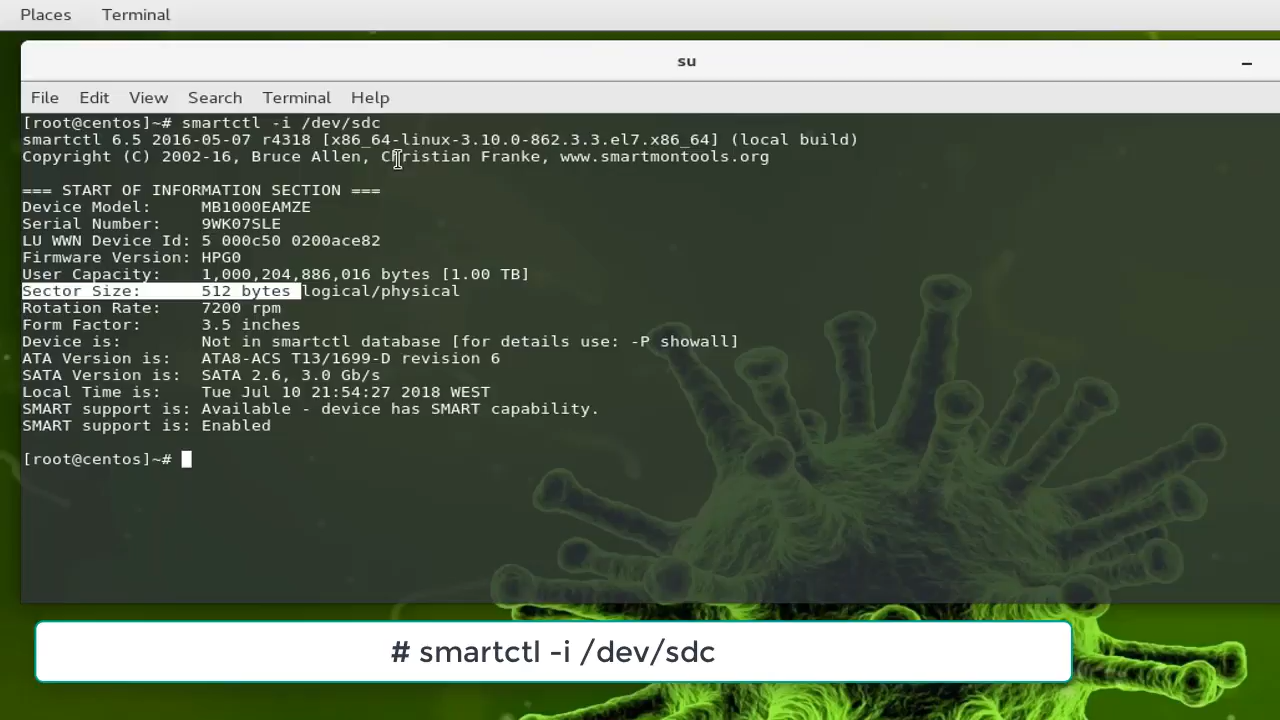 Places Terminal
su
File Edit View Search Terminal Help
[root@centos]~# smartctl -i /dev/sdc
smartctl 6.5 2016-05-07 r4318 [x86_64-linux-3.10.0-862.3.3.el7.x86_64] (local build)
Copyright (C) 2002-16, Bruce Allen, Christian Franke, www.smartmontools.org
=== START OF INFORMATION SECTION ===
Device Model: MB1000EAMZE
Serial Number: 9WK07SLE
LU WWN Device Id: 5 000c50 0200ace82
Firmware Version: HPG0
User Capacity: 1,000,204,886,016 bytes [1.00 TB]
Sector Size: 512 bytes logical/physical
Rotation Rate: 7200 rpm
Form Factor: 3.5 inches
Device is: Not in smartctl database [for details use: -P showall]
ATA Version is: ATA8-ACS T13/1699-D revision 6
SATA Version is: SATA 2.6, 3.0 Gb/s
Local Time is: Tue Jul 10 21:54:27 2018 WEST
SMART support is: Available - device has SMART capability.
SMART support is: Enabled
[root@centos]~#
# smartctl -i /dev/sdc